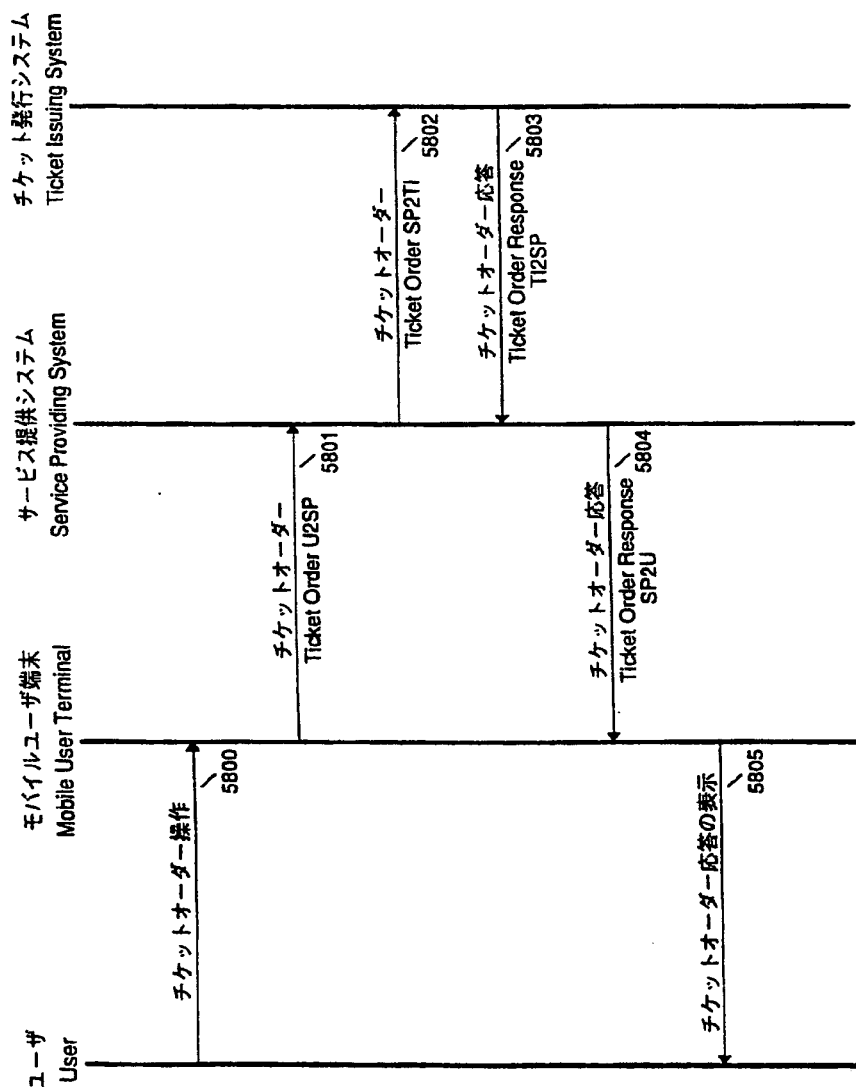 ユーザ
User
モバイルユーザ端末
Mobile User Terminal
サービス提供システム
Service Providing System
チケット発行システム
Ticket Issuing System
チケットオーダー操作
5800
チケットオーダー
Ticket Order U2SP
5801
チケットオーダー
Ticket Order SP2TI
5802
チケットオーダー応答
Ticket Order Response
TI2SP
5803
チケットオーダー応答
Ticket Order Response
SP2U
5804
チケットオーダー応答の表示
5805